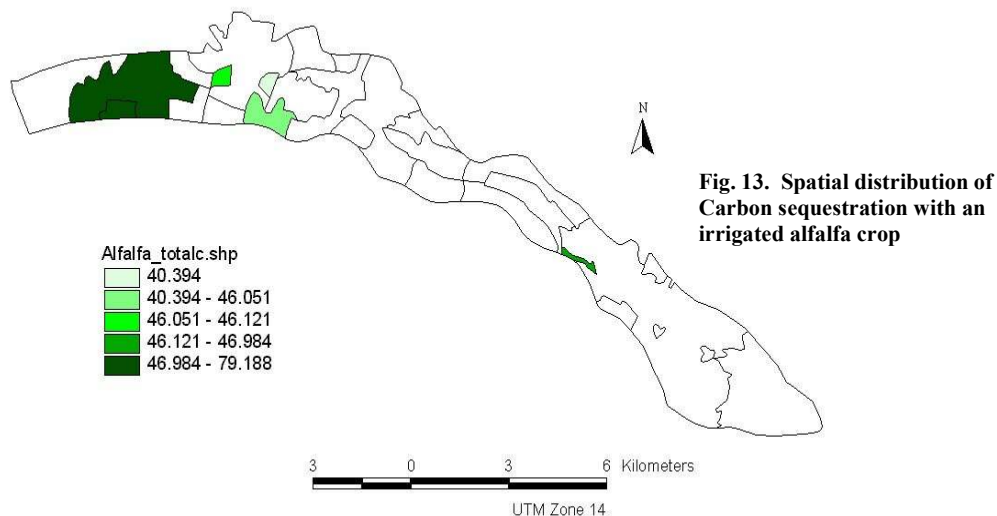 N
Fig. 13. Spatial distribution of
Carbon sequestration with an
irrigated alfalfa crop
Alfalfa_totalc.shp
40.394
40.394 - 46.051
46.051 - 46.121
46.121 - 46.984
46.984 - 79.188
3 0 3 6 Kilometers
UTM Zone 14